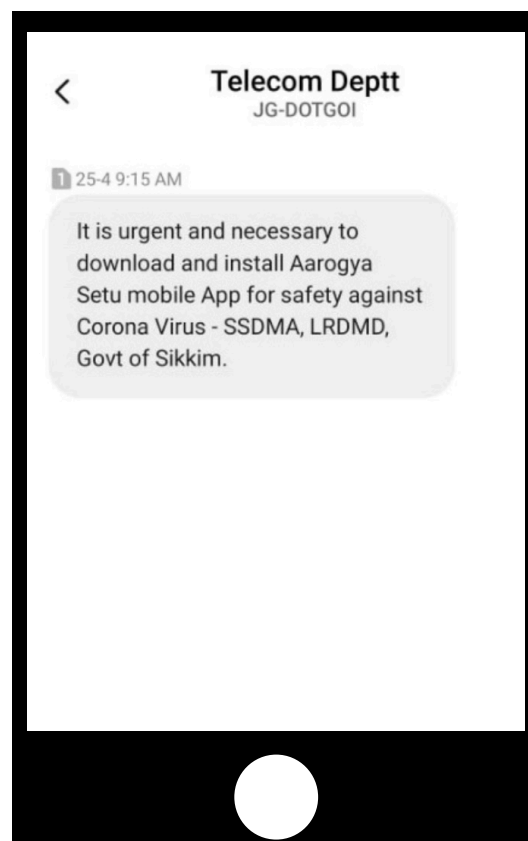 Telecom Deptt
JG-DOTGOI
1 25-4 9:15 AM
It is urgent and necessary to
download and install Aarogya
Setu mobile App for safety against
Corona Virus - SSDMA, LRDMD,
Govt of Sikkim.